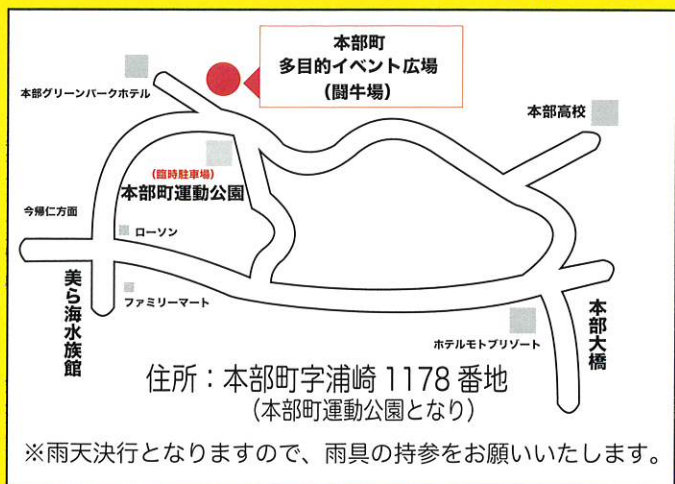 本部町
多目的イベント広場
(闘牛場)
本部グリーンパークホテル
本部高校
(臨時駐車場)
本部町運動公園
今帰仁方面
ローソン
美ら海水族館
ファミリーマート
ホテルモトブリゾート
本部大橋
住所：本部町字浦崎 1178 番地
(本部町運動公園となり)
※雨天決行となりますので、雨具の持参をお願いいたします。